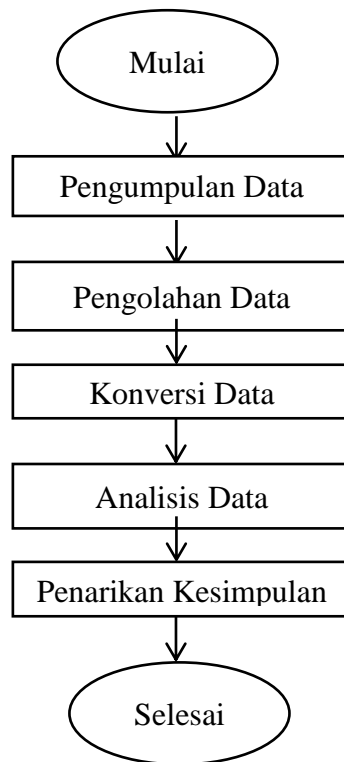 Mulai
Pengumpulan Data
Pengolahan Data
Konversi Data
Analisis Data
Penarikan Kesimpulan
Selesai